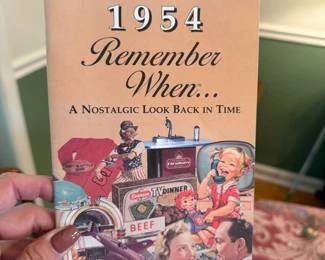 1954
Remember
When...
A NOSTALGIC LOOK BACK IN TIME
TV DINNER
BEEF